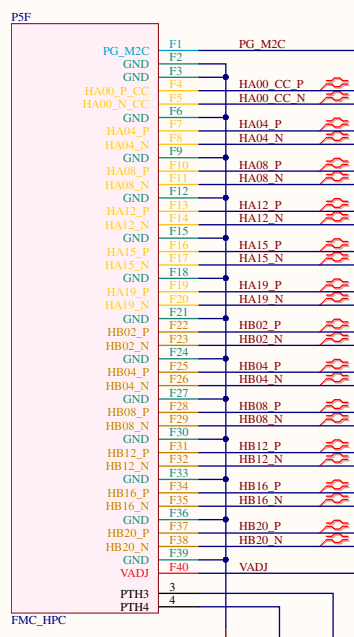 P5F
PG_M2C F1 PG_M2C
GND F2
GND F3
HA00_P_CC F4 HA00_CC_P
HA00_N_CC F5 HA00_CC_N
GND F6
HA04_P F7 HA04_P
HA04_N F8 HA04_N
GND F9
HA08_P F10 HA08_P
HA08_N F11 HA08_N
GND F12
HA12_P F13 HA12_P
HA12_N F14 HA12_N
GND F15
HA15_P F16 HA15_P
HA15_N F17 HA15_N
GND F18
HA19_P F19 HA19_P
HA19_N F20 HA19_N
GND F21
HB02_P F22 HB02_P
HB02_N F23 HB02_N
GND F24
HB04_P F25 HB04_P
HB04_N F26 HB04_N
GND F27
HB08_P F28 HB08_P
HB08_N F29 HB08_N
GND F30
HB12_P F31 HB12_P
HB12_N F32 HB12_N
GND F33
HB16_P F34 HB16_P
HB16_N F35 HB16_N
GND F36
HB20_P F37 HB20_P
HB20_N F38 HB20_N
GND F39
VADJ F40 VADJ
PTH3 3
PTH4 4
FMC_HPC